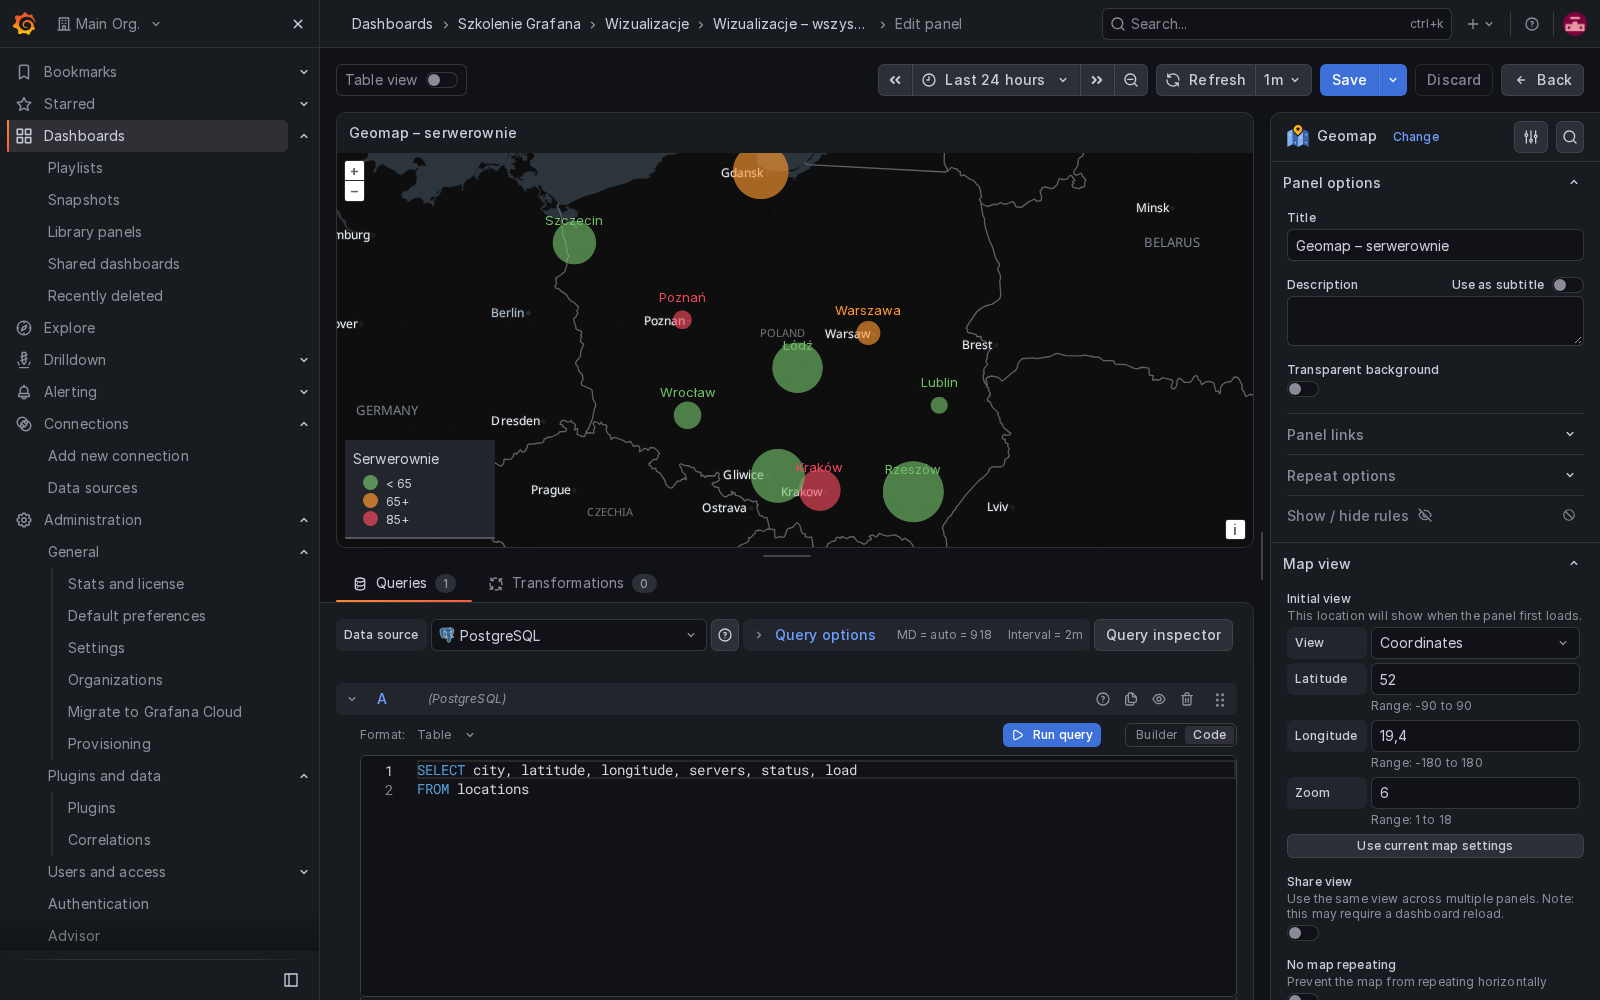 Main Org.
Dashboards › Szkolenie Grafana › Wizualizacje › Wizualizacje – wszys... › Edit panel
Search...
ctrl+k
Bookmarks
Starred
Dashboards
Playlists
Snapshots
Library panels
Shared dashboards
Recently deleted
Explore
Drilldown
Alerting
Connections
Add new connection
Data sources
Administration
General
Stats and license
Default preferences
Settings
Organizations
Migrate to Grafana Cloud
Provisioning
Plugins and data
Plugins
Correlations
Users and access
Authentication
Advisor
Table view
Last 24 hours
Refresh
1m
Save
Discard
Back
Geomap – serwerownie
+
−
Gdansk
Szczecin
Minsk
mburg
BELARUS
Poznań
Berlin
Warszawa
Poznan
over
POLAND
Warsaw
Łódź
Brest
Lublin
Wrocław
GERMANY
Dresden
Serwerownie
< 65
65+
85+
Gliwice
Kraków
Rzeszów
Prague
Krakow
Ostrava
CZECHIA
Lviv
i
Queries 1
Transformations 0
Data source
PostgreSQL
Query options
MD = auto = 918
Interval = 2m
Query inspector
A
(PostgreSQL)
Format:
Table
Run query
Builder
Code
1 SELECT city, latitude, longitude, servers, status, load
2 FROM locations
Geomap
Change
Panel options
Title
Geomap – serwerownie
Description
Use as subtitle
Transparent background
Panel links
Repeat options
Show / hide rules
Map view
Initial view
This location will show when the panel first loads.
View
Coordinates
Latitude
52
Range: -90 to 90
Longitude
19,4
Range: -180 to 180
Zoom
6
Range: 1 to 18
Use current map settings
Share view
Use the same view across multiple panels. Note:
this may require a dashboard reload.
No map repeating
Prevent the map from repeating horizontally